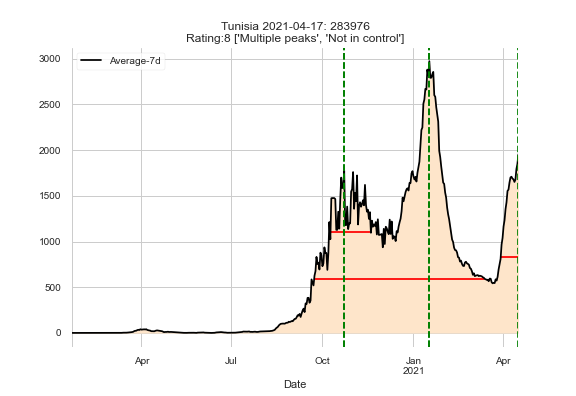 Tunisia 2021-04-17: 283976
Rating:8 ['Multiple peaks', 'Not in control']
Average-7d
3000
2500
2000
1500
1000
500
0
Apr
Jul
Oct
Jan
2021
Apr
Date